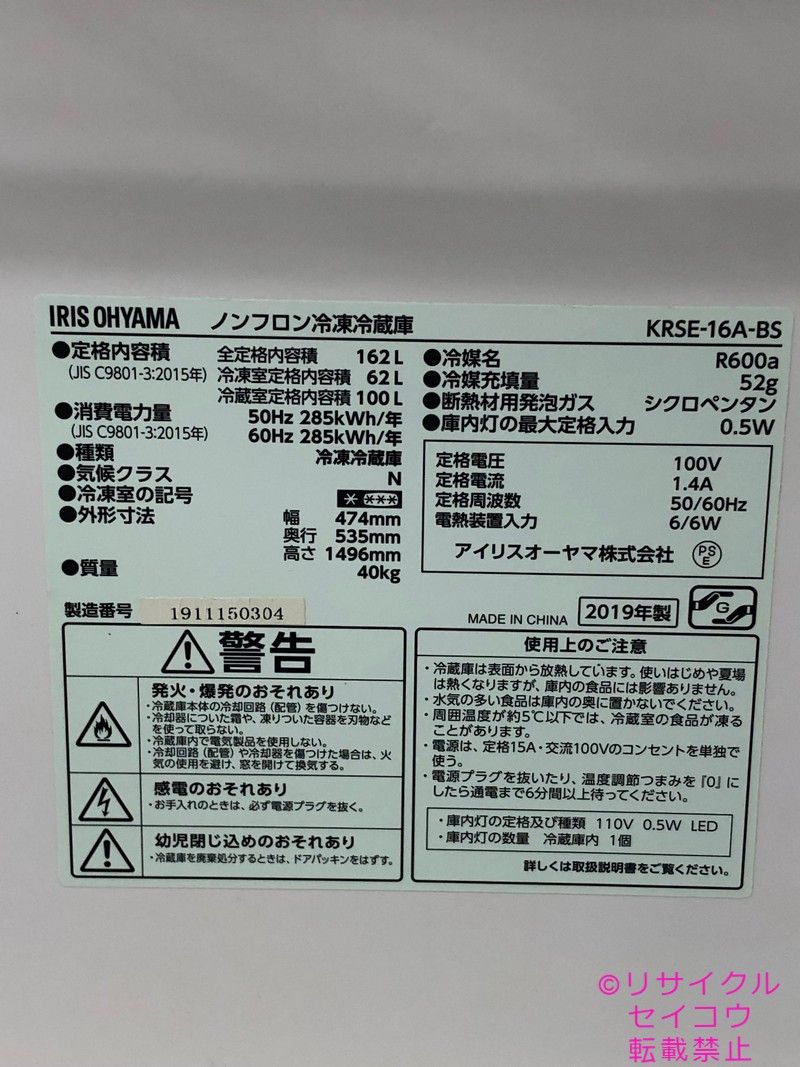 IRIS OHYAMA ノンフロン冷凍冷蔵庫 KRSE-16A-BS
●定格内容積 全定格内容積 162L
(JIS C9801-3:2015年) 冷凍室定格内容積 62L
冷蔵室定格内容積 100L
●消費電力量 50Hz 285kWh/年
(JIS C9801-3:2015年) 60Hz 285kWh/年
●種類 冷凍冷蔵庫
●気候クラス N
●冷凍室の記号 * ***
●外形寸法 幅 474mm
奥行 535mm
高さ 1496mm
●質量 40kg
製造番号 1911150304
●冷媒名 R600a
●冷媒充填量 52g
●断熱材用発泡ガス シクロペンタン
●庫内灯の最大定格入力 0.5W
定格電圧 100V
定格電流 1.4A
定格周波数 50/60Hz
電熱装置入力 6/6W
アイリスオーヤマ株式会社 PSE
MADE IN CHINA 2019年製 G
警告
発火・爆発のおそれあり
・冷蔵庫本体の冷却回路(配管)を傷つけない。
・冷却器についた霜や、凍りついた容器を刃物など
を使って取らない。
・冷蔵庫内で電気製品を使用しない。
・冷却回路(配管)や冷却器を傷つけた場合は、火
気の使用を避け、窓を開けて換気する。
感電のおそれあり
・お手入れのときは、必ず電源プラグを抜く。
幼児閉じ込めのおそれあり
・冷蔵庫を廃棄処分するときは、ドアパッキンをはずす。
使用上のご注意
・冷蔵庫は表面から放熱しています。使いはじめや夏場
は熱くなりますが、庫内の食品には影響ありません。
・水気の多い食品は庫内の奥に置かないでください。
・周囲温度が約5℃以下では、冷蔵室の食品が凍る
ことがあります。
・電源は、定格15A・交流100Vのコンセントを単独で
使う。
・電源プラグを抜いたり、温度調節つまみを『0』に
したら通電まで6分間以上待ってください。
・庫内灯の定格及び種類 110V 0.5W LED
・庫内灯の数量 冷蔵庫内 1個
詳しくは取扱説明書をご覧ください。
©リサイクル
セイコウ
転載禁止